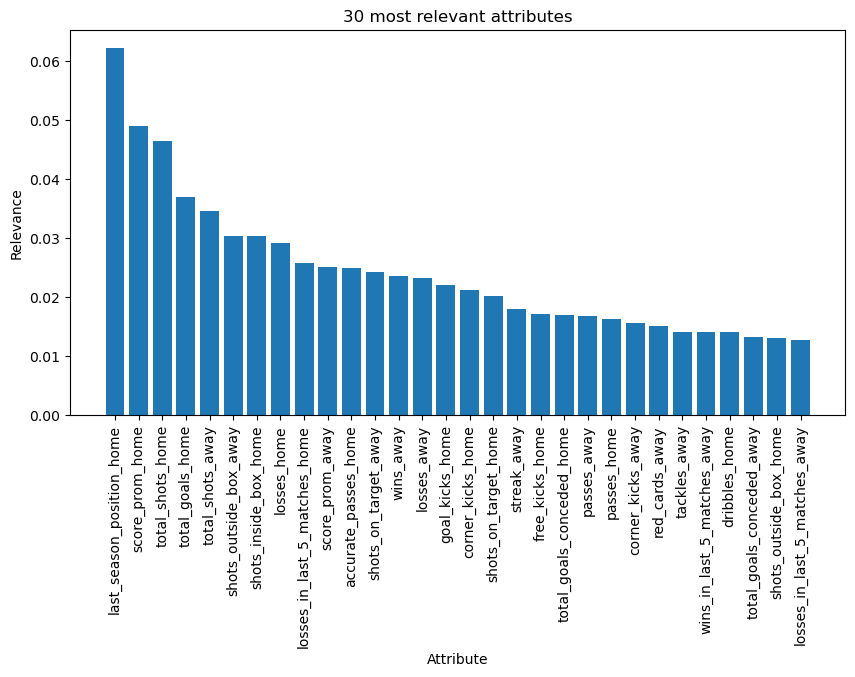 30 most relevant attributes
Relevance
0.06
0.05
0.04
0.03
0.02
0.01
0.00
last_season_position_home
score_prom_home
total_shots_home
total_goals_home
total_shots_away
shots_outside_box_away
shots_inside_box_home
losses_home
losses_in_last_5_matches_home
score_prom_away
accurate_passes_home
shots_on_target_away
wins_away
losses_away
goal_kicks_home
corner_kicks_home
shots_on_target_home
streak_away
free_kicks_home
total_goals_conceded_home
passes_away
passes_home
corner_kicks_away
red_cards_away
tackles_away
wins_in_last_5_matches_away
dribbles_home
total_goals_conceded_away
shots_outside_box_home
losses_in_last_5_matches_away
Attribute